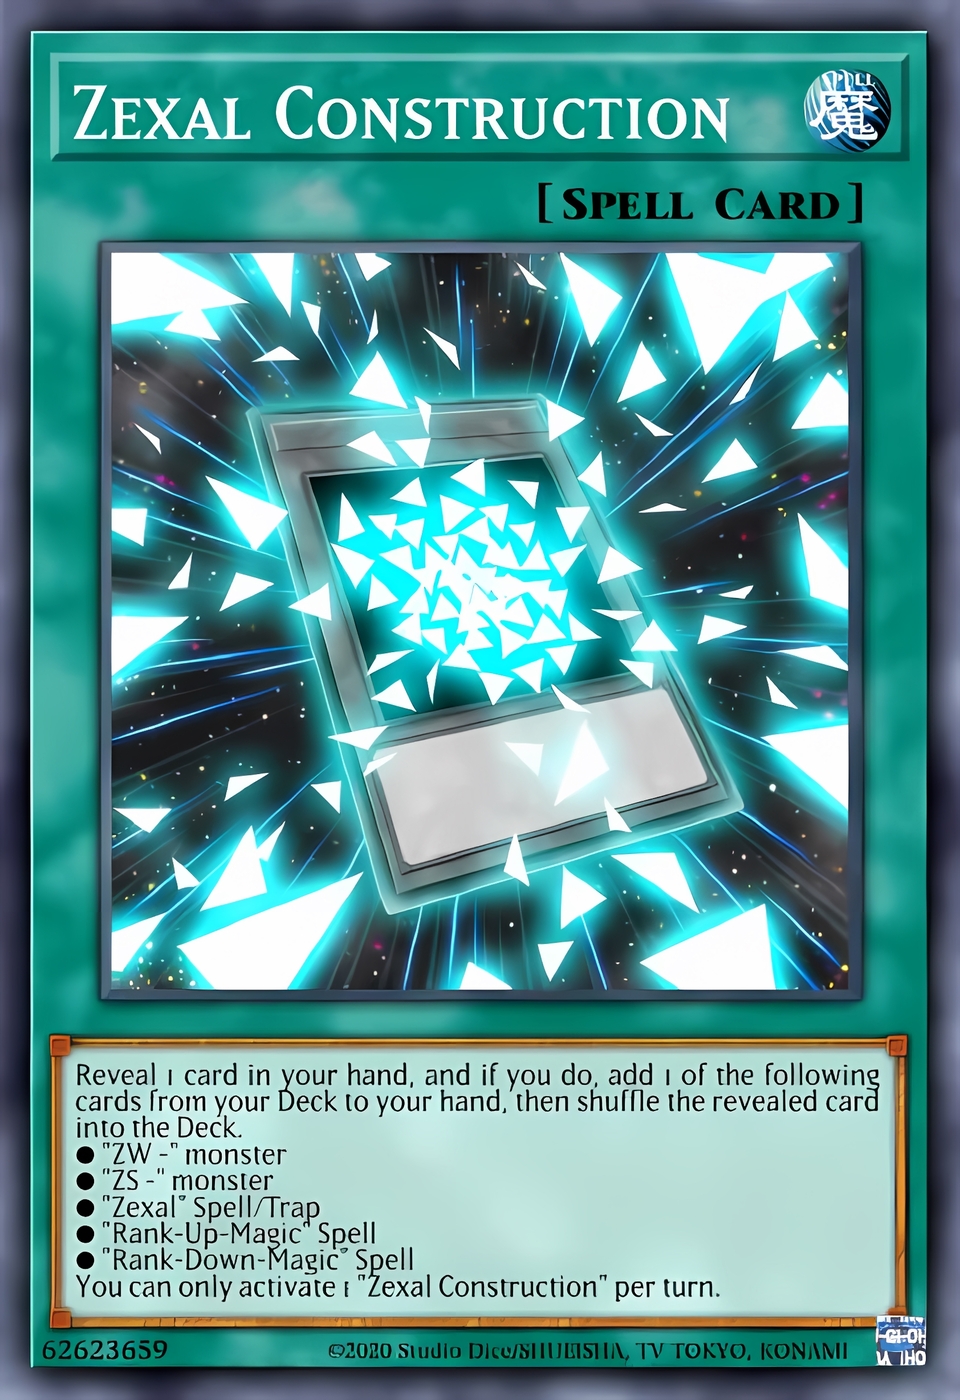 Zexal Construction
魔
[Spell Card]
Reveal 1 card in your hand, and if you do, add 1 of the following
cards from your Deck to your hand, then shuffle the revealed card
into the Deck.
● "ZW -" monster
● "ZS -" monster
● "Zexal" Spell/Trap
● "Rank-Up-Magic" Spell
● "Rank-Down-Magic" Spell
You can only activate 1 "Zexal Construction" per turn.
62623659
©2020 Studio Dice/SHUEISHA, TV TOKYO, KONAMI